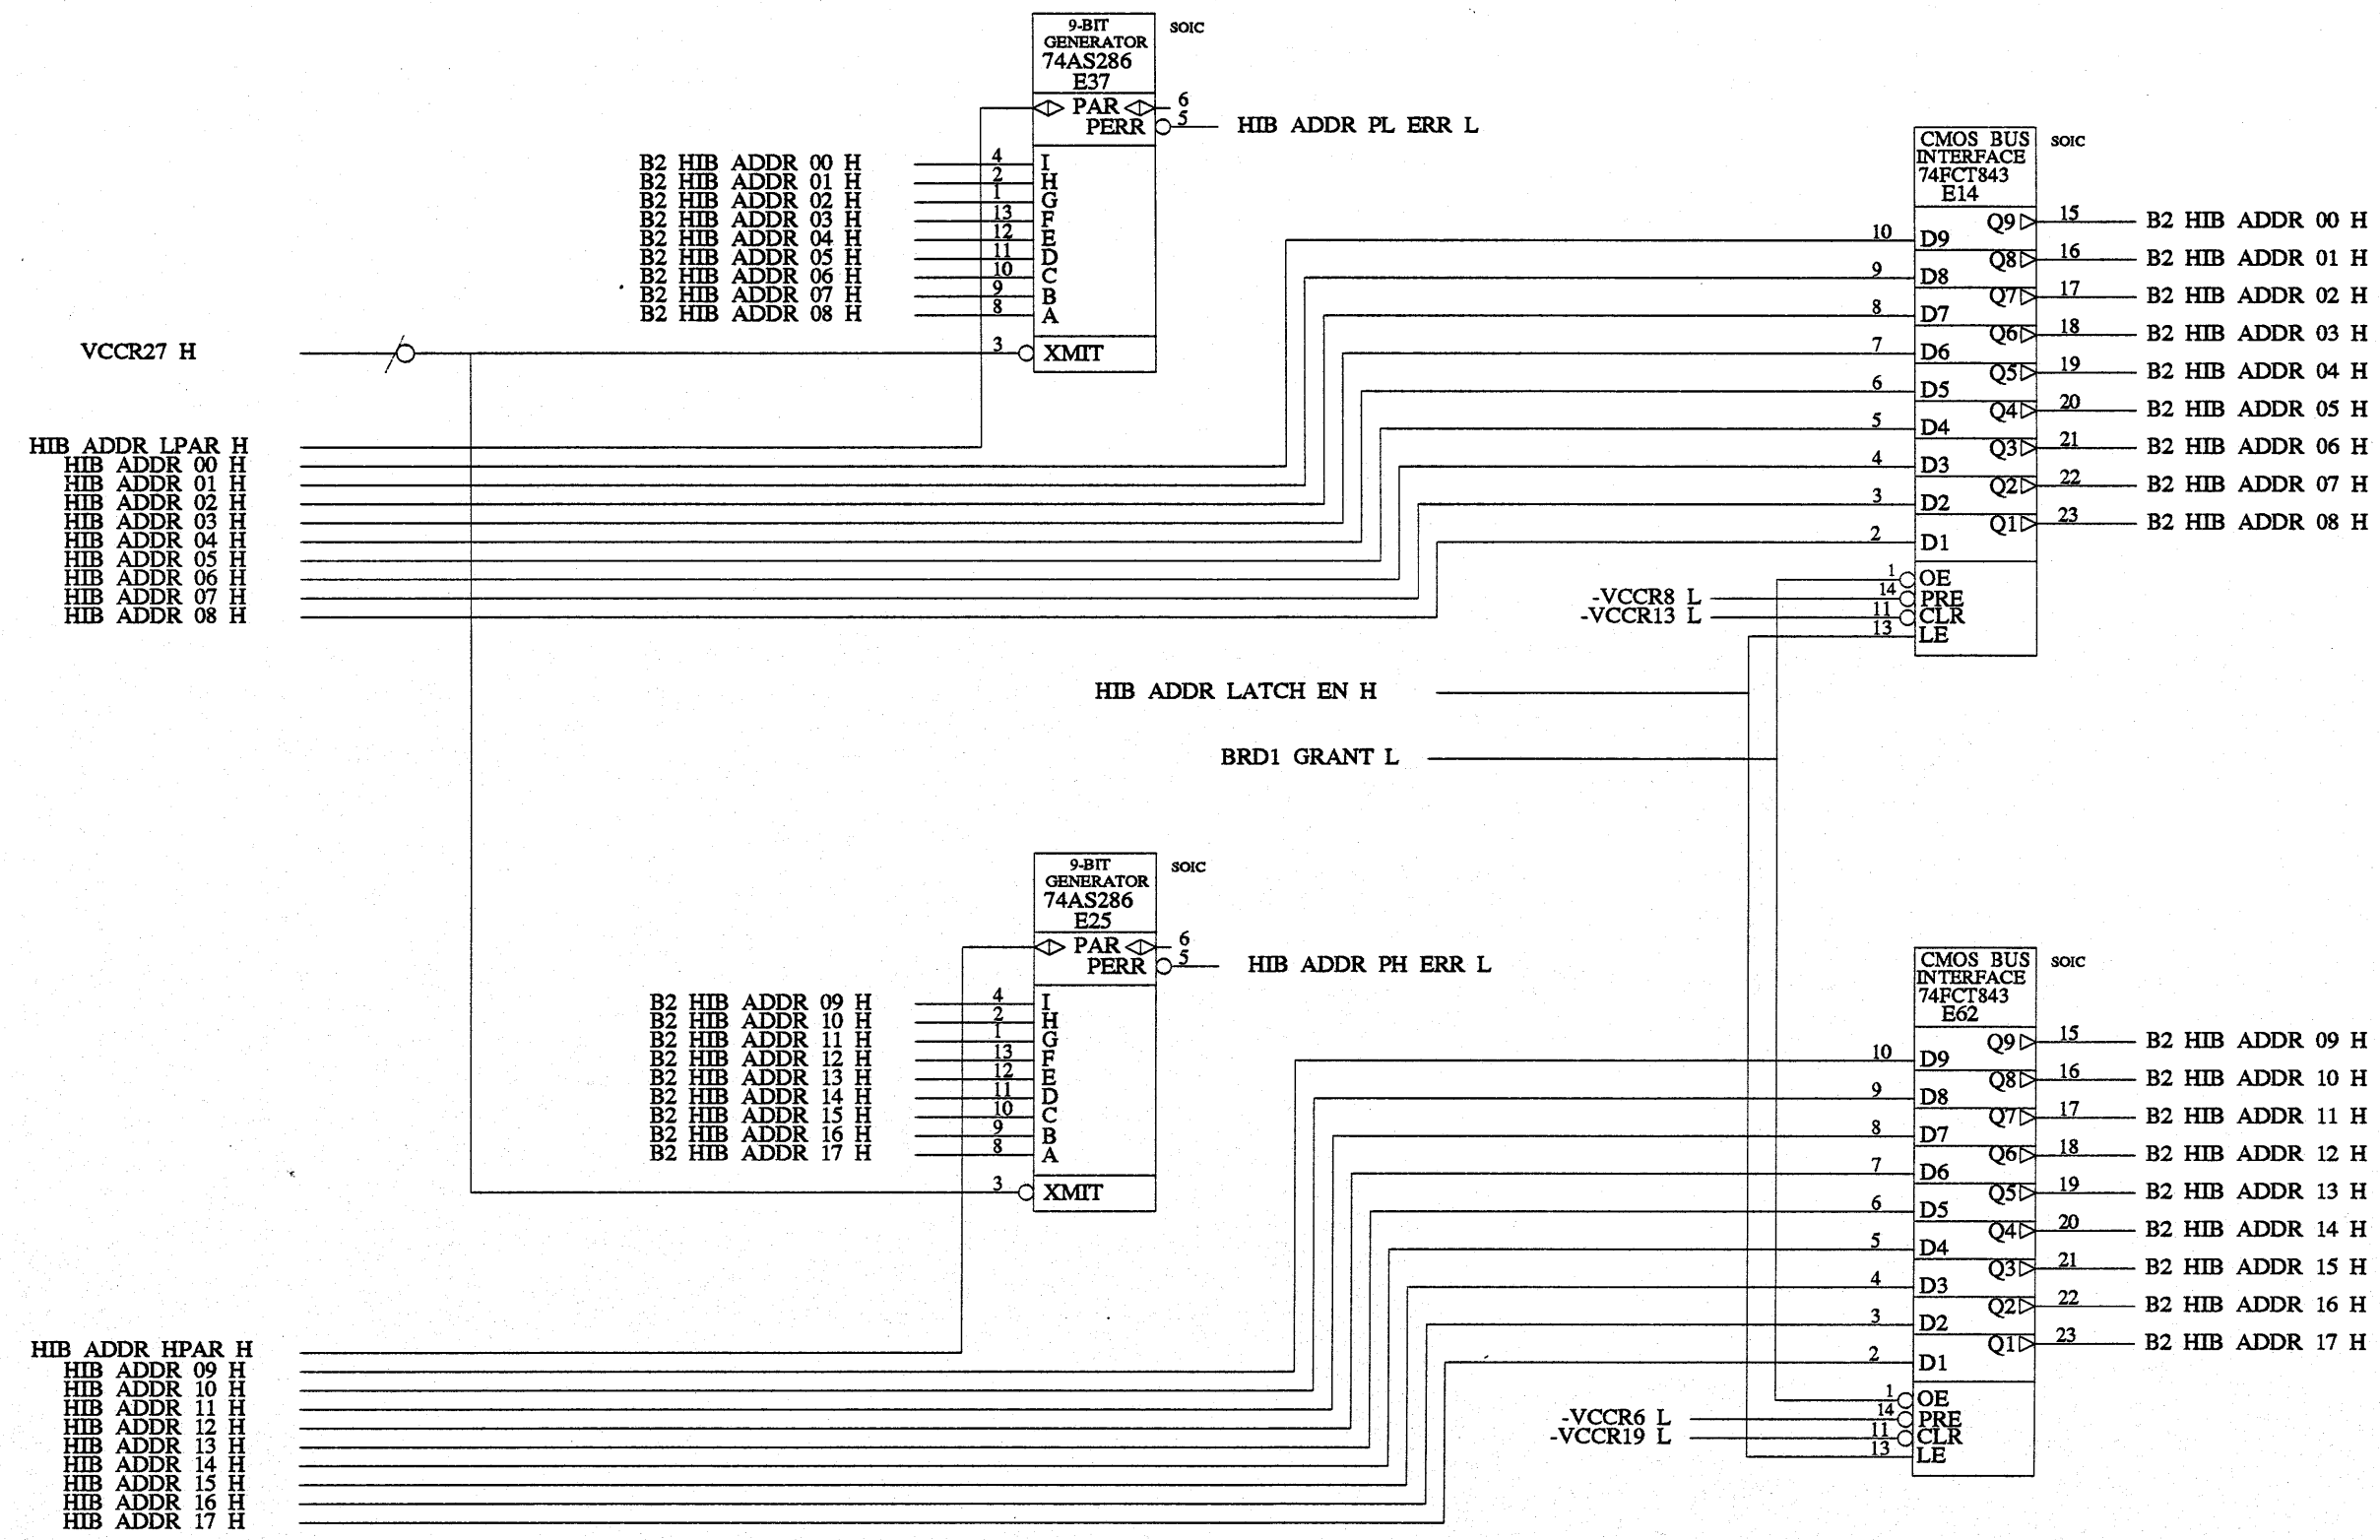 9-BIT
GENERATOR
74AS286
E37
SOIC
PAR
6
PERR
5
HIB ADDR PL ERR L
B2 HIB ADDR 00 H
4
I
B2 HIB ADDR 01 H
2
H
B2 HIB ADDR 02 H
1
G
B2 HIB ADDR 03 H
13
F
B2 HIB ADDR 04 H
12
E
B2 HIB ADDR 05 H
11
D
B2 HIB ADDR 06 H
10
C
B2 HIB ADDR 07 H
9
B
B2 HIB ADDR 08 H
8
A
VCCR27 H
3
XMIT
HIB ADDR LPAR H
HIB ADDR 00 H
HIB ADDR 01 H
HIB ADDR 02 H
HIB ADDR 03 H
HIB ADDR 04 H
HIB ADDR 05 H
HIB ADDR 06 H
HIB ADDR 07 H
HIB ADDR 08 H
CMOS BUS
INTERFACE
74FCT843
E14
SOIC
Q9
15
B2 HIB ADDR 00 H
10
D9
Q8
16
B2 HIB ADDR 01 H
9
D8
Q7
17
B2 HIB ADDR 02 H
8
D7
Q6
18
B2 HIB ADDR 03 H
7
D6
Q5
19
B2 HIB ADDR 04 H
6
D5
Q4
20
B2 HIB ADDR 05 H
5
D4
Q3
21
B2 HIB ADDR 06 H
4
D3
Q2
22
B2 HIB ADDR 07 H
3
D2
Q1
23
B2 HIB ADDR 08 H
2
D1
1
OE
-VCCR8 L
14
PRE
-VCCR13 L
11
CLR
13
LE
HIB ADDR LATCH EN H
BRD1 GRANT L
9-BIT
GENERATOR
74AS286
E25
SOIC
PAR
6
PERR
5
HIB ADDR PH ERR L
B2 HIB ADDR 09 H
4
I
B2 HIB ADDR 10 H
2
H
B2 HIB ADDR 11 H
1
G
B2 HIB ADDR 12 H
13
F
B2 HIB ADDR 13 H
12
E
B2 HIB ADDR 14 H
11
D
B2 HIB ADDR 15 H
10
C
B2 HIB ADDR 16 H
9
B
B2 HIB ADDR 17 H
8
A
3
XMIT
HIB ADDR HPAR H
HIB ADDR 09 H
HIB ADDR 10 H
HIB ADDR 11 H
HIB ADDR 12 H
HIB ADDR 13 H
HIB ADDR 14 H
HIB ADDR 15 H
HIB ADDR 16 H
HIB ADDR 17 H
CMOS BUS
INTERFACE
74FCT843
E62
SOIC
Q9
15
B2 HIB ADDR 09 H
10
D9
Q8
16
B2 HIB ADDR 10 H
9
D8
Q7
17
B2 HIB ADDR 11 H
8
D7
Q6
18
B2 HIB ADDR 12 H
7
D6
Q5
19
B2 HIB ADDR 13 H
6
D5
Q4
20
B2 HIB ADDR 14 H
5
D4
Q3
21
B2 HIB ADDR 15 H
4
D3
Q2
22
B2 HIB ADDR 16 H
3
D2
Q1
23
B2 HIB ADDR 17 H
2
D1
1
OE
-VCCR6 L
14
PRE
-VCCR19 L
11
CLR
13
LE